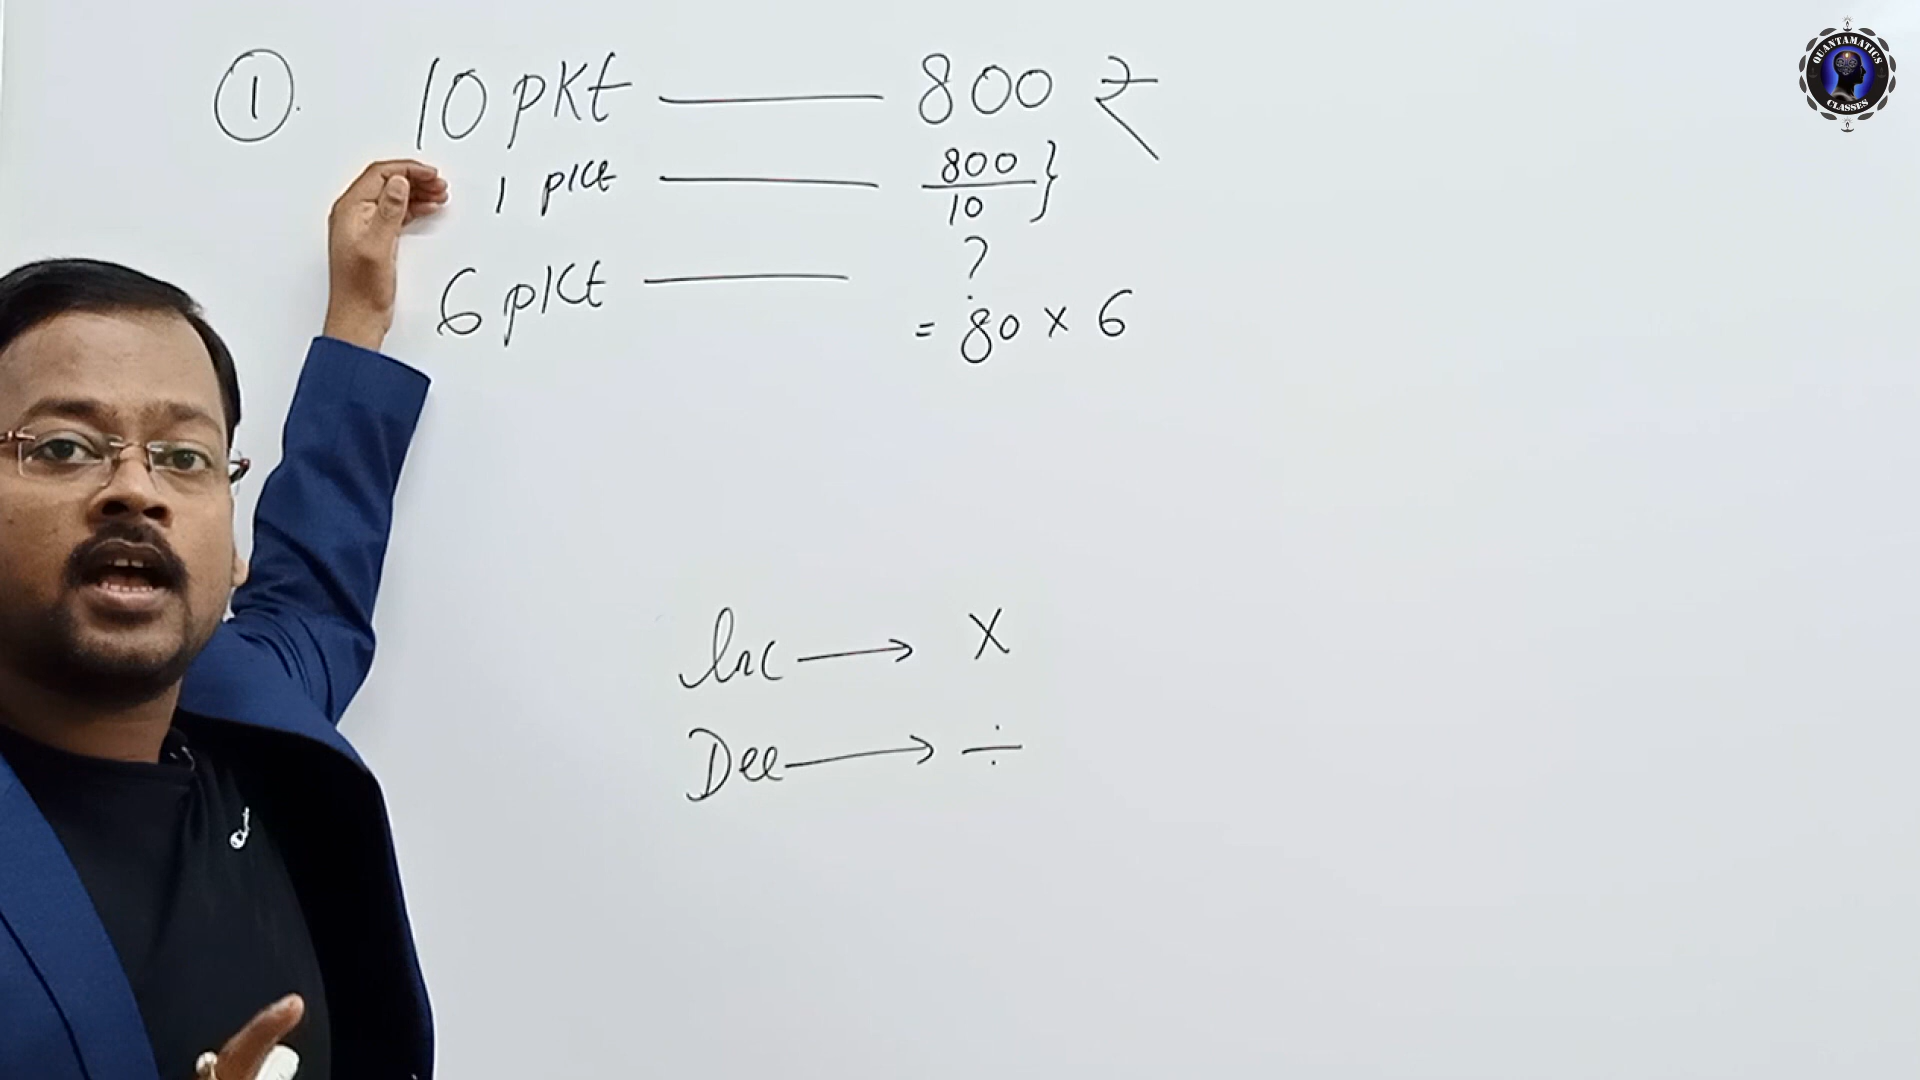 ① 10 pkt —— 800 ₹
1 pkt —— 800/10 }
6 pkt —— ?
= 80 × 6
Inc → ×
Dec → ÷
QUANTAMATICS
CLASSES